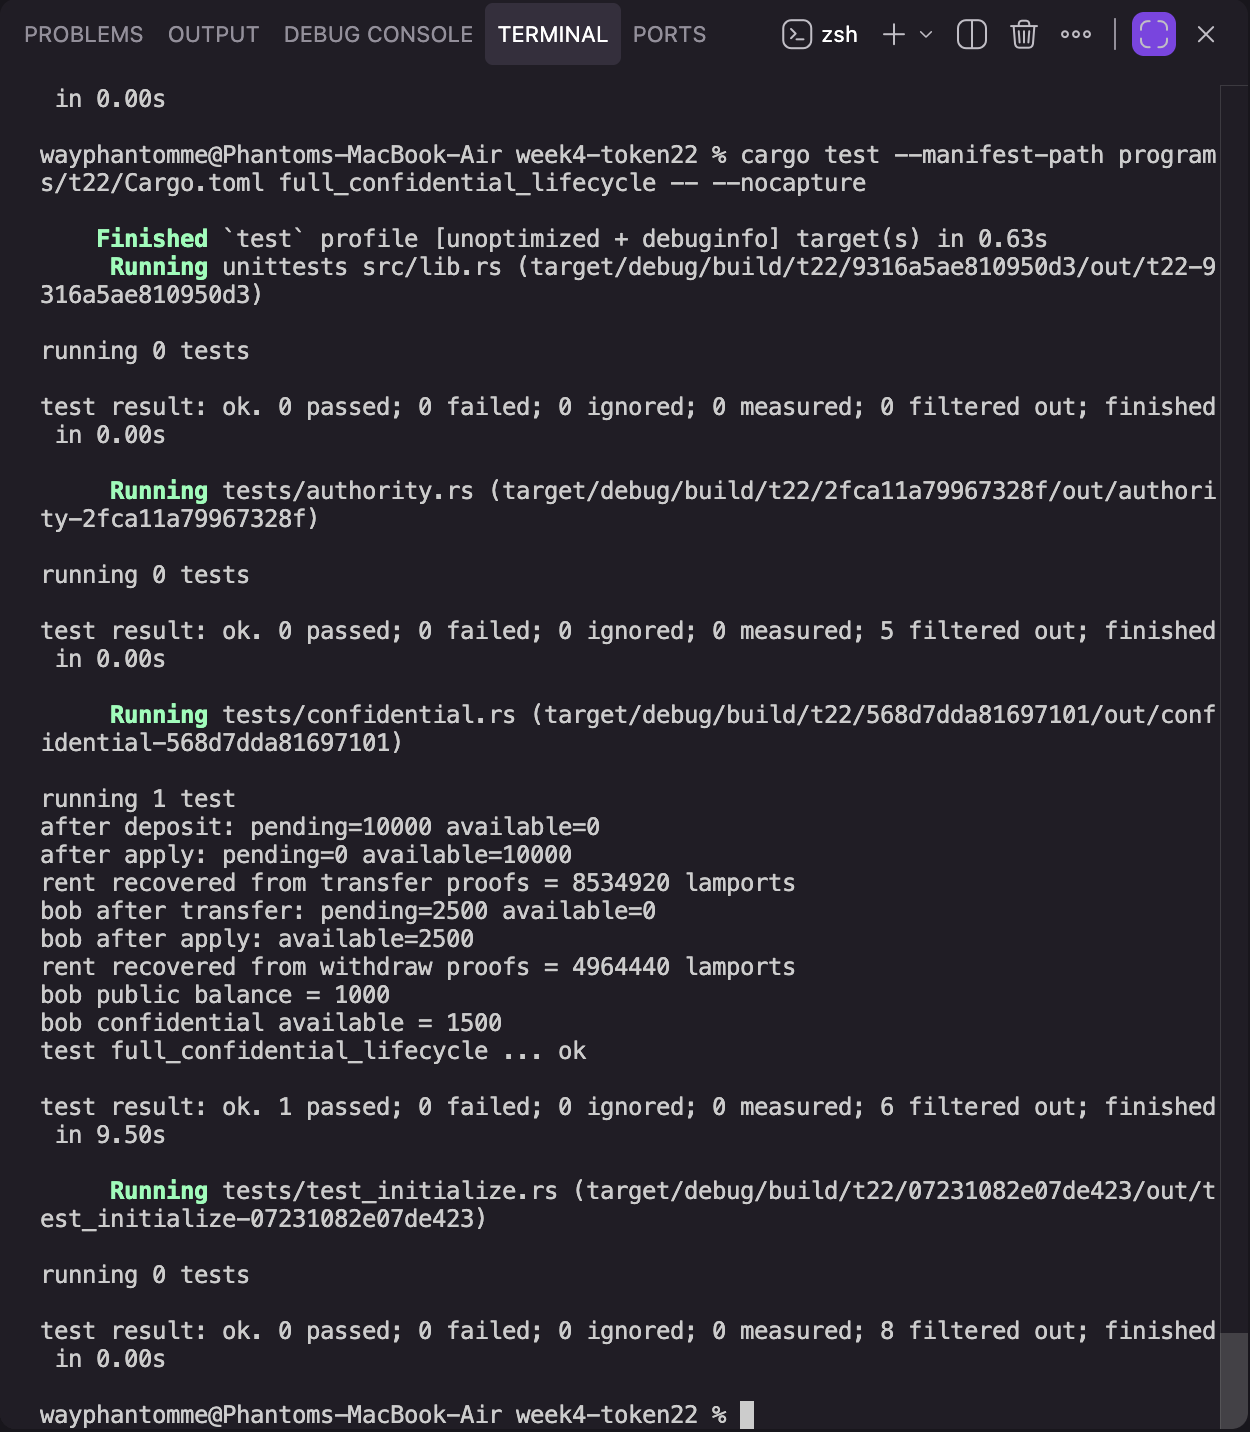 PROBLEMS OUTPUT DEBUG CONSOLE TERMINAL PORTS zsh
in 0.00s
wayphantomme@Phantoms-MacBook-Air week4-token22 % cargo test --manifest-path program
s/t22/Cargo.toml full_confidential_lifecycle -- --nocapture
Finished `test` profile [unoptimized + debuginfo] target(s) in 0.63s
Running unittests src/lib.rs (target/debug/build/t22/9316a5ae810950d3/out/t22-9
316a5ae810950d3)
running 0 tests
test result: ok. 0 passed; 0 failed; 0 ignored; 0 measured; 0 filtered out; finished
in 0.00s
Running tests/authority.rs (target/debug/build/t22/2fca11a79967328f/out/authori
ty-2fca11a79967328f)
running 0 tests
test result: ok. 0 passed; 0 failed; 0 ignored; 0 measured; 5 filtered out; finished
in 0.00s
Running tests/confidential.rs (target/debug/build/t22/568d7dda81697101/out/conf
idential-568d7dda81697101)
running 1 test
after deposit: pending=10000 available=0
after apply: pending=0 available=10000
rent recovered from transfer proofs = 8534920 lamports
bob after transfer: pending=2500 available=0
bob after apply: available=2500
rent recovered from withdraw proofs = 4964440 lamports
bob public balance = 1000
bob confidential available = 1500
test full_confidential_lifecycle ... ok
test result: ok. 1 passed; 0 failed; 0 ignored; 0 measured; 6 filtered out; finished
in 9.50s
Running tests/test_initialize.rs (target/debug/build/t22/07231082e07de423/out/t
est_initialize-07231082e07de423)
running 0 tests
test result: ok. 0 passed; 0 failed; 0 ignored; 0 measured; 8 filtered out; finished
in 0.00s
wayphantomme@Phantoms-MacBook-Air week4-token22 %